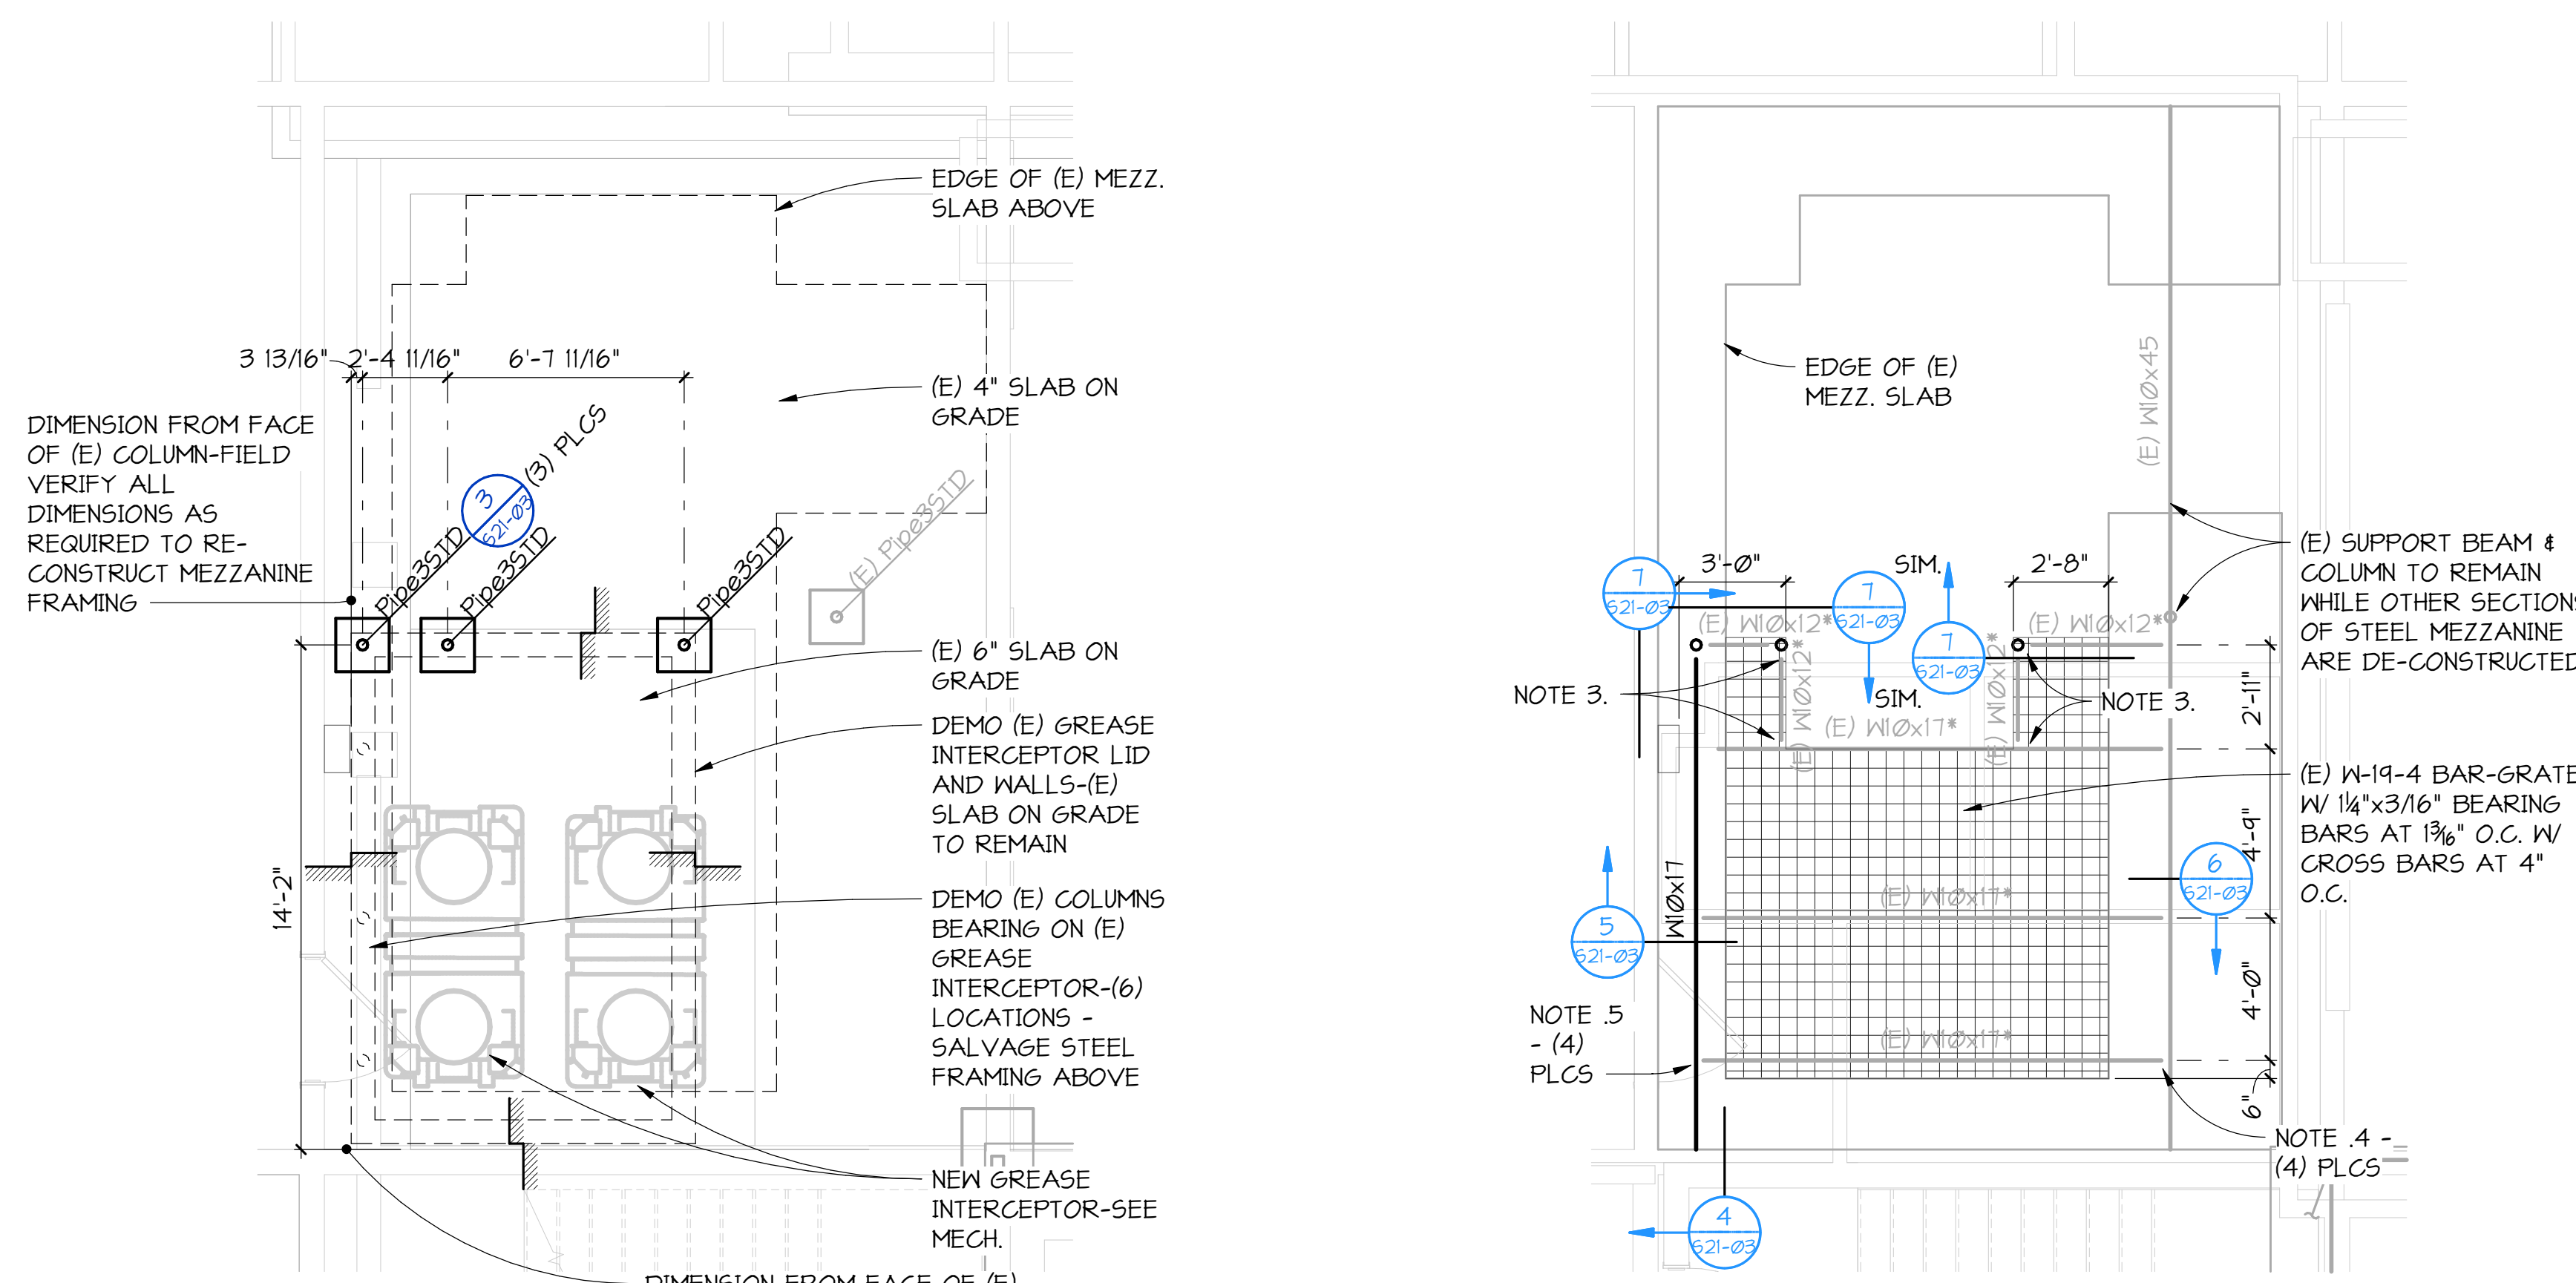 EDGE OF (E) MEZZ.
SLAB ABOVE
3 13/16"
2'-4 11/16"
6'-7 11/16"
(E) 4" SLAB ON
GRADE
DIMENSION FROM FACE
OF (E) COLUMN-FIELD
VERIFY ALL
DIMENSIONS AS
REQUIRED TO RE-
CONSTRUCT MEZZANINE
FRAMING
3
S21-03
(3) PLCS
Pipe3STD
Pipe3STD
Pipe3STD
(E) Pipe3STD
(E) 6" SLAB ON
GRADE
DEMO (E) GREASE
INTERCEPTOR LID
AND WALLS-(E)
SLAB ON GRADE
TO REMAIN
14'-2"
DEMO (E) COLUMNS
BEARING ON (E)
GREASE
INTERCEPTOR-(6)
LOCATIONS -
SALVAGE STEEL
FRAMING ABOVE
NEW GREASE
INTERCEPTOR-SEE
MECH.
DIMENSION FROM FACE OF (E)
EDGE OF (E)
MEZZ. SLAB
(E) W10x45
(E) SUPPORT BEAM &
COLUMN TO REMAIN
WHILE OTHER SECTIONS
OF STEEL MEZZANINE
ARE DE-CONSTRUCTED
3'-0"
SIM.
2'-8"
7
S21-03
7
S21-03
7
S21-03
(E) W10x12*
(E) W10x12*
(E) W10x12*
(E) W10x12*
NOTE 3.
SIM.
NOTE 3.
(E) W10x17*
2'-11"
(E) W-19-4 BAR-GRATE
W/ 1¼"x3/16" BEARING
BARS AT 1 3/16" O.C. W/
CROSS BARS AT 4"
O.C.
4'-9"
6
S21-03
W10x17
(E) W10x17*
5
S21-03
4'-0"
NOTE .5
- (4)
PLCS
(E) W10x17*
6"
NOTE .4 -
(4) PLCS
4
S21-03